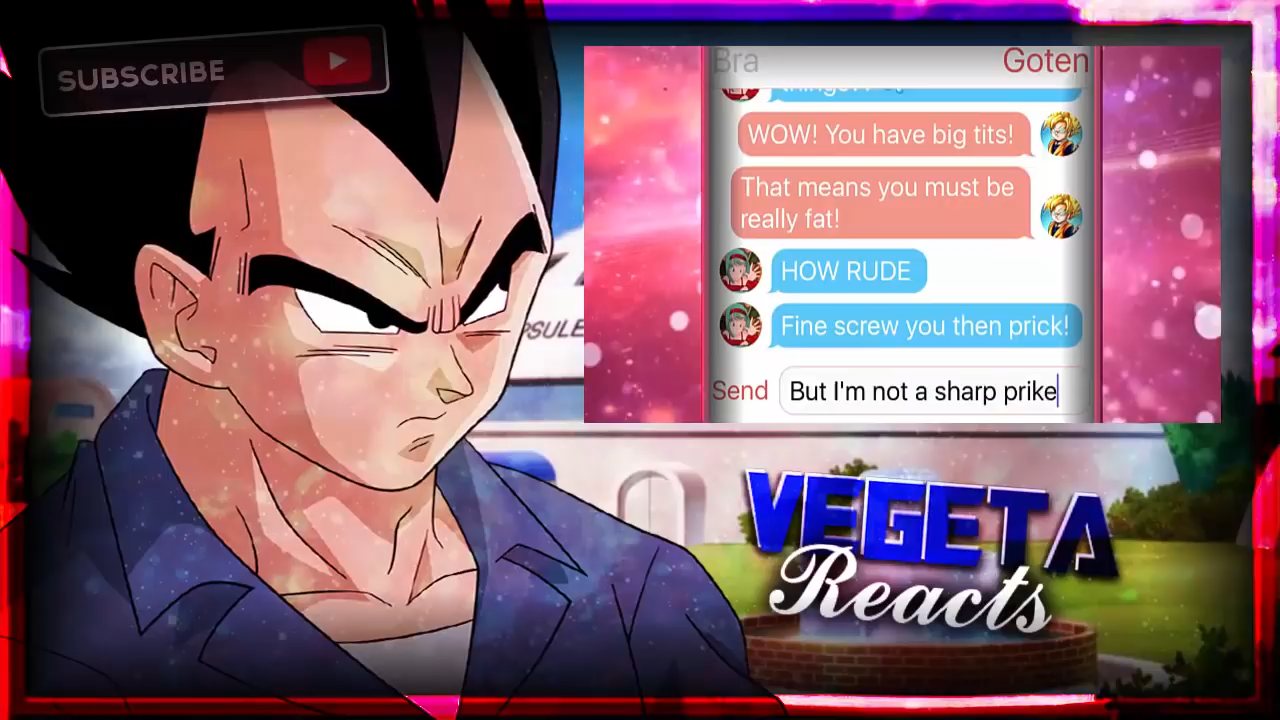 SUBSCRIBE
Bra
Goten
WOW! You have big tits!
That means you must be
really fat!
HOW RUDE
Fine screw you then prick!
Send
But I'm not a sharp prike
VEGETA
Reacts